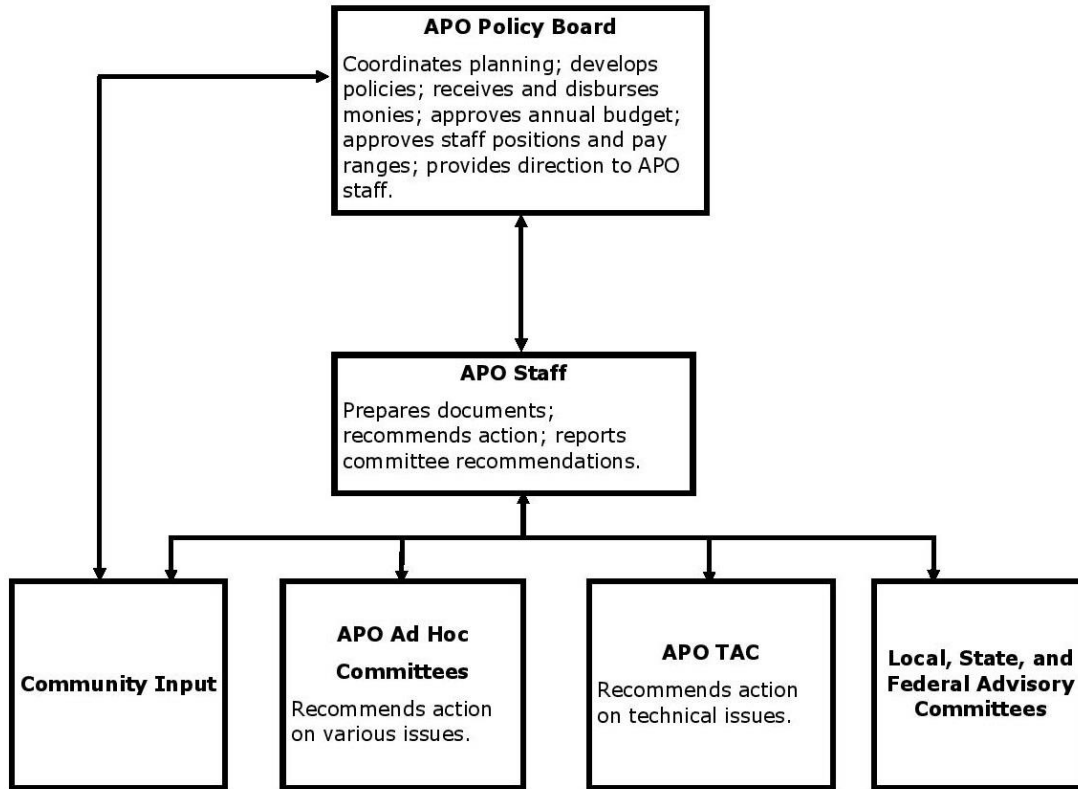 APO Policy Board
Coordinates planning; develops
policies; receives and disburses
monies; approves annual budget;
approves staff positions and pay
ranges; provides direction to APO
staff.
APO Staff
Prepares documents;
recommends action; reports
committee recommendations.
Community Input
APO Ad Hoc
Committees
Recommends action
on various issues.
APO TAC
Recommends action
on technical issues.
Local, State, and
Federal Advisory
Committees